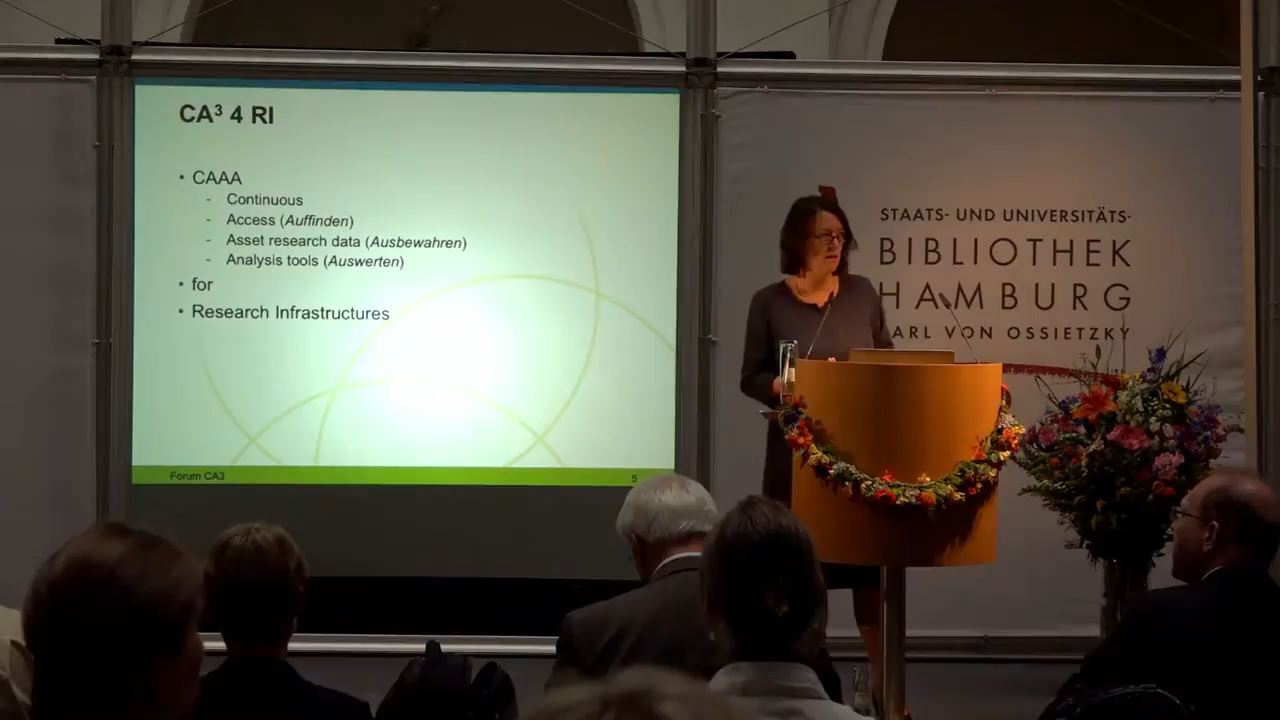 CA³ 4 RI
• CAAA
- Continuous
- Access (Auffinden)
- Asset research data (Ausbewahren)
- Analysis tools (Auswerten)
• for
• Research Infrastructures
Forum CA3
5
STAATS- UND UNIVERSITÄTS-
BIBLIOTHEK
HAMBURG
ARL VON OSSIETZKY